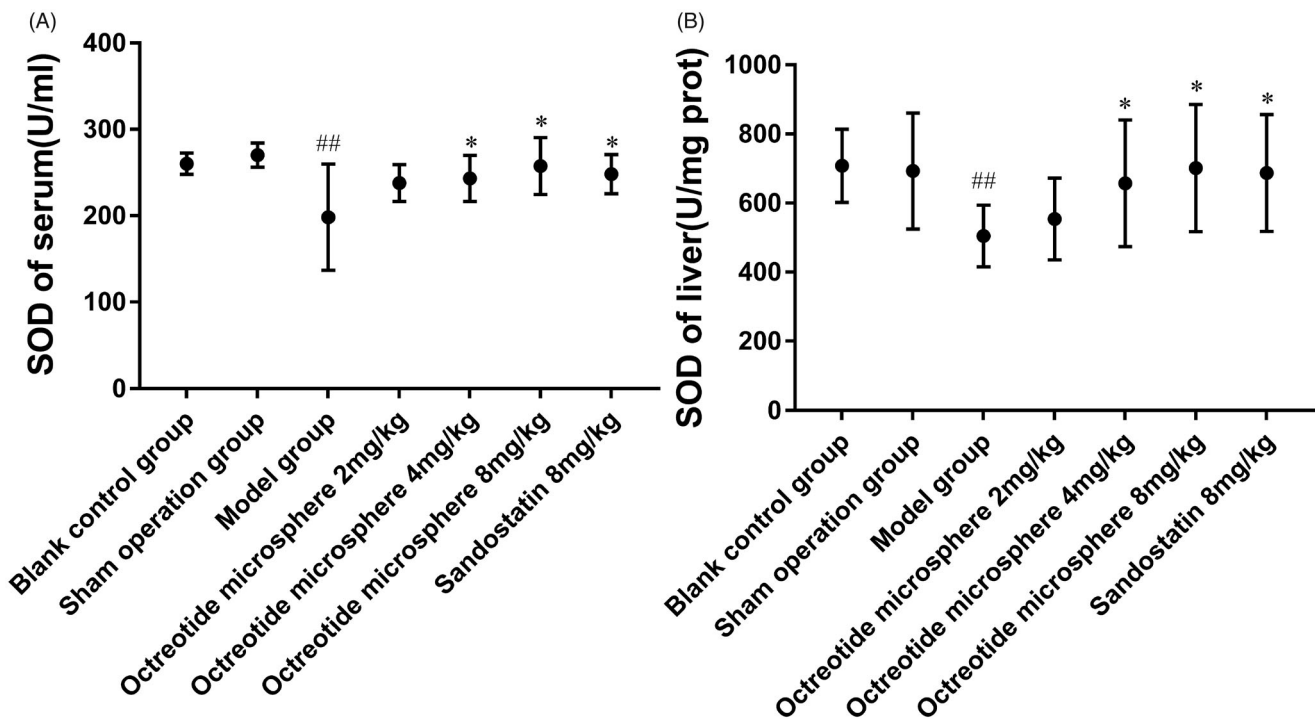 (A)
SOD of serum(U/ml)
400
300
200
100
0
##
*
*
*
Blank control group
Sham operation group
Model group
Octreotide microsphere 2mg/kg
Octreotide microsphere 4mg/kg
Octreotide microsphere 8mg/kg
Sandostatin 8mg/kg
(B)
SOD of liver(U/mg prot)
1000
800
600
400
200
0
##
*
*
*
Blank control group
Sham operation group
Model group
Octreotide microsphere 2mg/kg
Octreotide microsphere 4mg/kg
Octreotide microsphere 8mg/kg
Sandostatin 8mg/kg